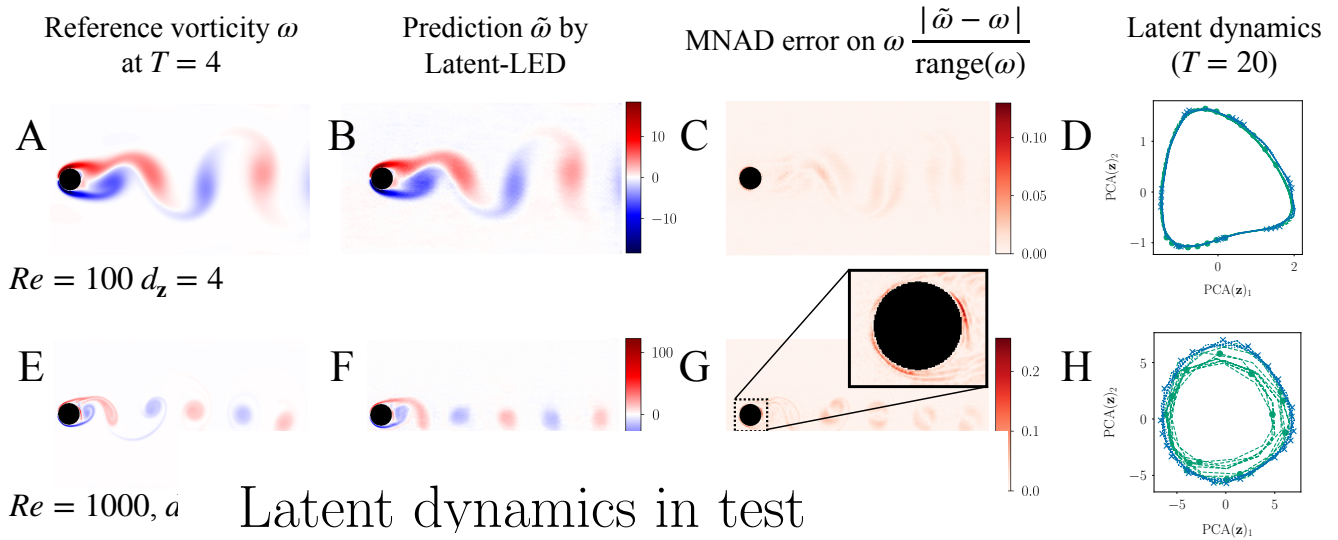 Reference vorticity ω
at T = 4
Prediction ω̃ by
Latent-LED
MNAD error on ω | ω̃ − ω | / range(ω)
Latent dynamics
(T = 20)
A
B
10
0
−10
C
0.10
0.05
0.00
D
1
0
−1
0 2
PCA(z)₂
PCA(z)₁
Re = 100 d_z = 4
E
F
100
0
G
0.2
0.1
0.0
H
5
0
−5
−5 0 5
PCA(z)₂
PCA(z)₁
Re = 1000,
Latent dynamics in test